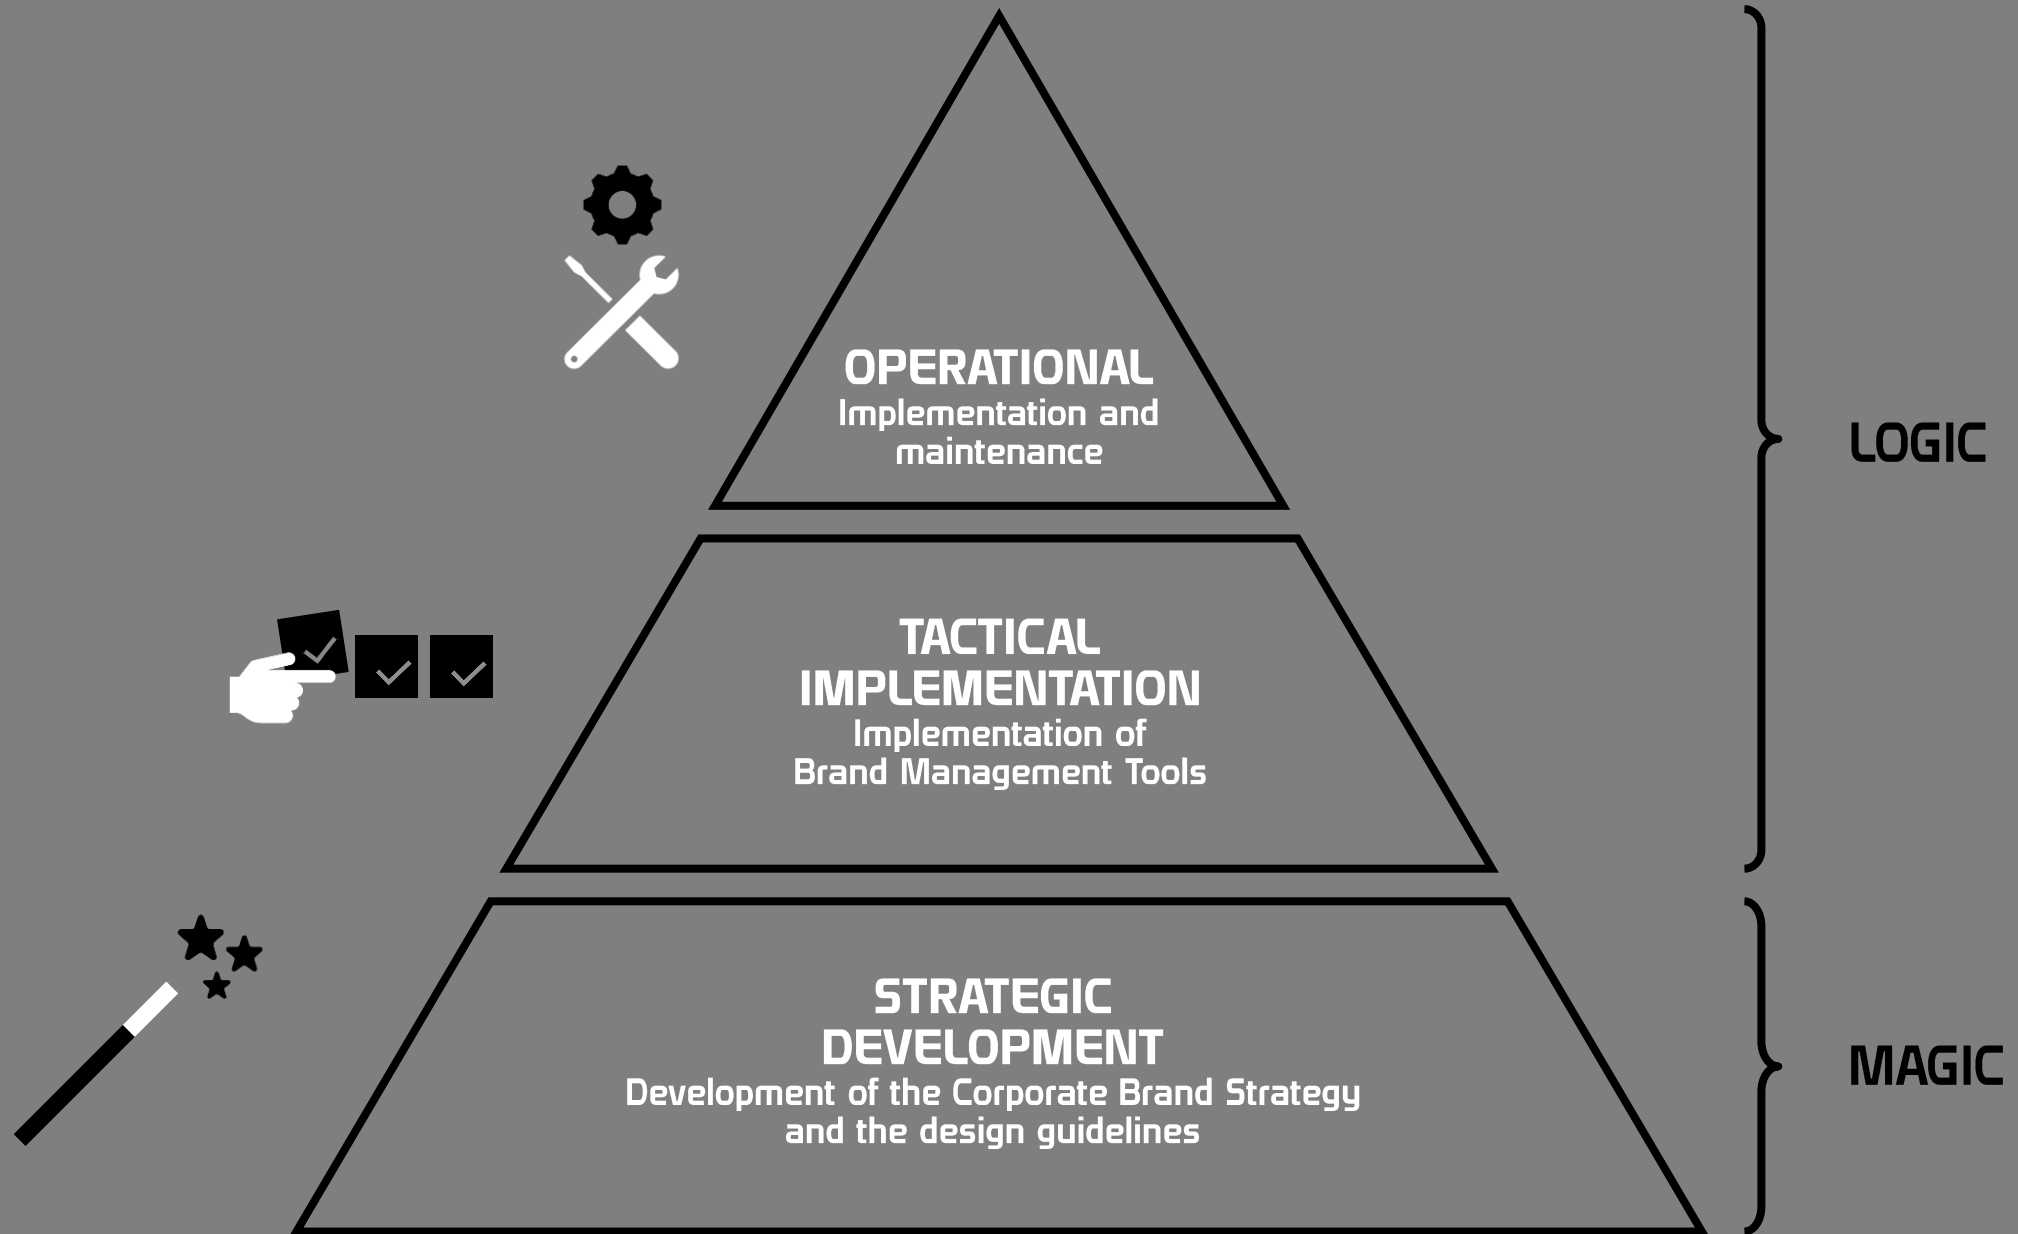 OPERATIONAL
Implementation and
maintenance
LOGIC
TACTICAL
IMPLEMENTATION
Implementation of
Brand Management Tools
STRATEGIC
DEVELOPMENT
Development of the Corporate Brand Strategy
and the design guidelines
MAGIC